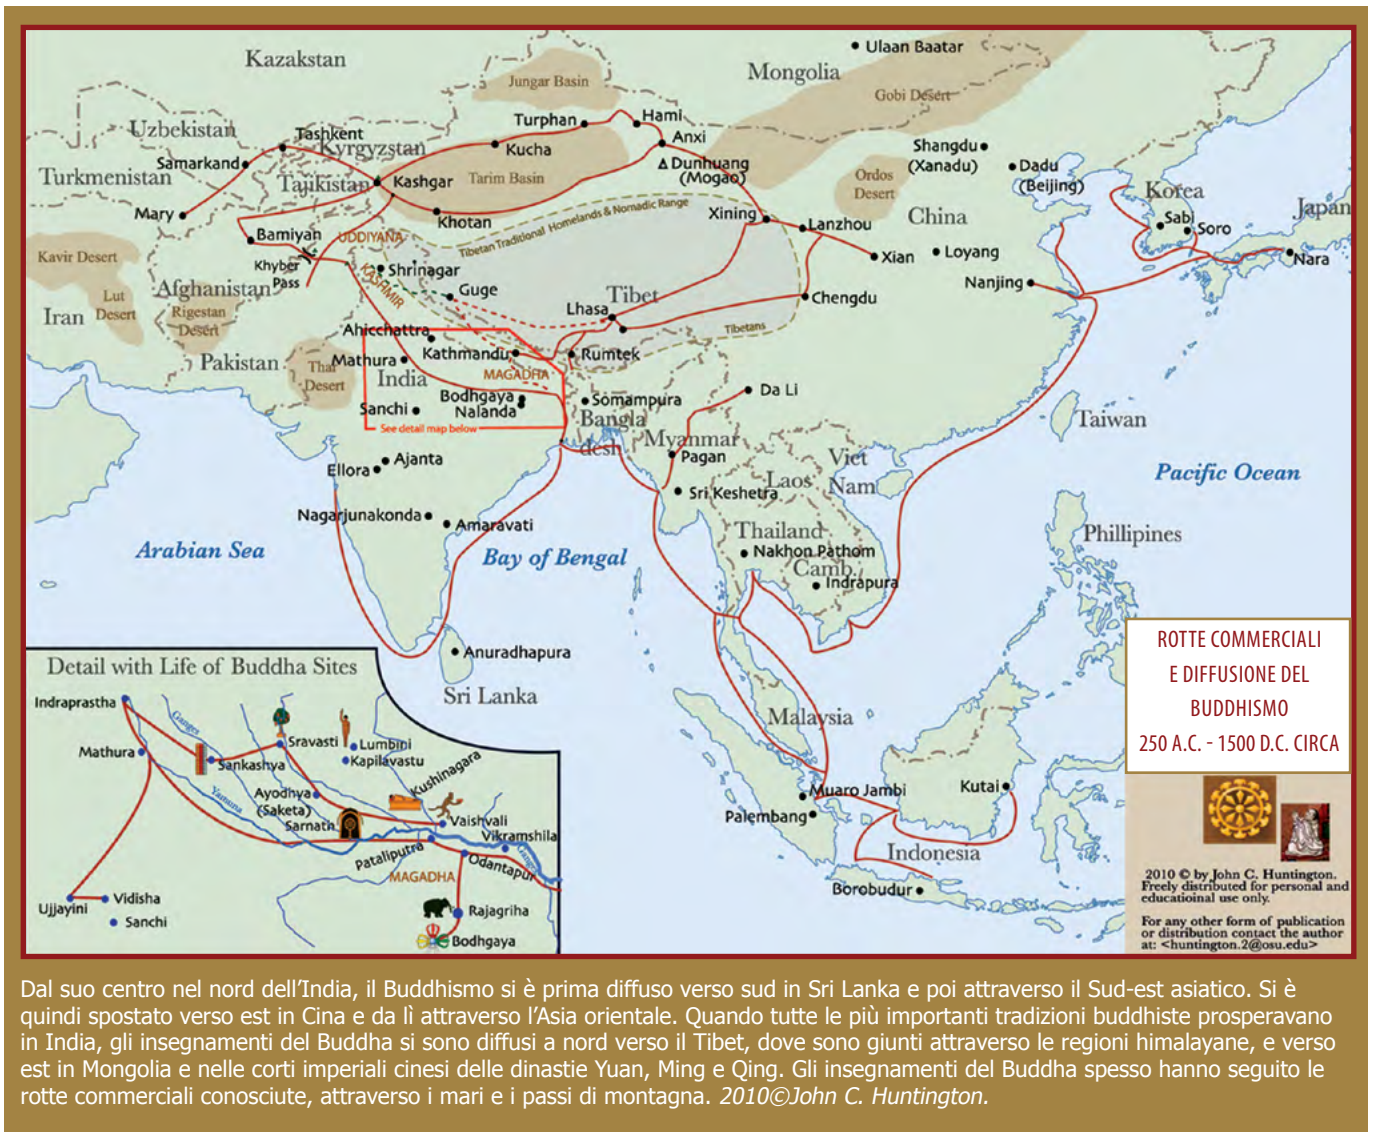 Kazakstan
Mongolia
Ulaan Baatar
Jungar Basin
Gobi Desert
Uzbekistan
Tashkent
Kyrgyzstan
Turphan
Hami
Anxi
Kucha
Samarkand
Turkmenistan
Tajikistan
Kashgar
Tarim Basin
Dunhuang
(Mogao)
Shangdu
(Xanadu)
Dadu
(Beijing)
Ordos
Desert
Korea
Japan
Mary
Khotan
Tibetan Traditional Homelands & Nomadic Range
Xining
Lanzhou
China
Sabi
Soro
Bamiyan
UDDIYANA
Kavir Desert
Khyber
Pass
Shrinagar
KASHMIR
Xian
Loyang
Nara
Afghanistan
Guge
Tibet
Nanjing
Lut
Desert
Iran
Rigestan
Desert
Lhasa
Chengdu
Tibetans
Ahicchattra
Pakistan
Thar
Desert
Mathura
Kathmandu
Rumtek
India
MAGADHA
Da Li
Bodhgaya
Nalanda
Somampura
Sanchi
See detail map below
Bangla
desh
Myanmar
Taiwan
Pagan
Viet
Nam
Laos
Ajanta
Ellora
Sri Keshetra
Pacific Ocean
Nagarjunakonda
Amaravati
Thailand
Phillipines
Arabian Sea
Bay of Bengal
Nakhon Pathom
Camb.
Indrapura
Anuradhapura
Sri Lanka
Malaysia
Muaro Jambi
Palembang
Kutai
Indonesia
Borobudur
Detail with Life of Buddha Sites
Indraprastha
Ganges
Mathura
Sravasti
Lumbini
Kapilavastu
Sankashya
Kushinagara
Yamuna
Ayodhya
(Saketa)
Sarnath
Vaishvali
Vikramshila
Pataliputra
Ganges
Odantapur
MAGADHA
Ujjayini
Vidisha
Sanchi
Rajagriha
Bodhgaya
ROTTE COMMERCIALI
E DIFFUSIONE DEL
BUDDHISMO
250 A.C. - 1500 D.C. CIRCA
2010 © by John C. Huntington.
Freely distributed for personal and
educatioinal use only.
For any other form of publication
or distribution contact the author
at: <huntington.2@osu.edu>
Dal suo centro nel nord dell’India, il Buddhismo si è prima diffuso verso sud in Sri Lanka e poi attraverso il Sud-est asiatico. Si è
quindi spostato verso est in Cina e da lì attraverso l’Asia orientale. Quando tutte le più importanti tradizioni buddhiste prosperavano
in India, gli insegnamenti del Buddha si sono diffusi a nord verso il Tibet, dove sono giunti attraverso le regioni himalayane, e verso
est in Mongolia e nelle corti imperiali cinesi delle dinastie Yuan, Ming e Qing. Gli insegnamenti del Buddha spesso hanno seguito le
rotte commerciali conosciute, attraverso i mari e i passi di montagna. 2010©John C. Huntington.